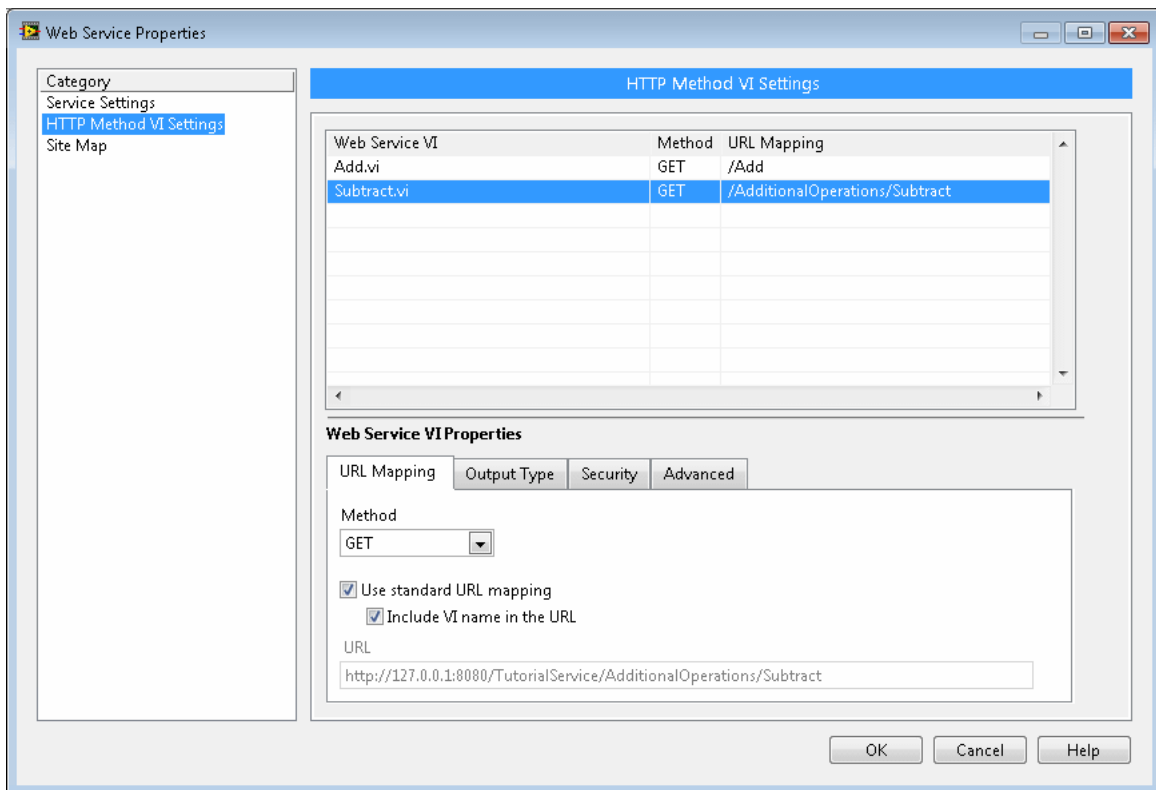 Web Service Properties
Category
Service Settings
HTTP Method VI Settings
Site Map
HTTP Method VI Settings
Web Service VI Method URL Mapping
Add.vi GET /Add
Subtract.vi GET /AdditionalOperations/Subtract
Web Service VI Properties
URL Mapping Output Type Security Advanced
Method
GET
Use standard URL mapping
Include VI name in the URL
URL
http://127.0.0.1:8080/TutorialService/AdditionalOperations/Subtract
OK Cancel Help